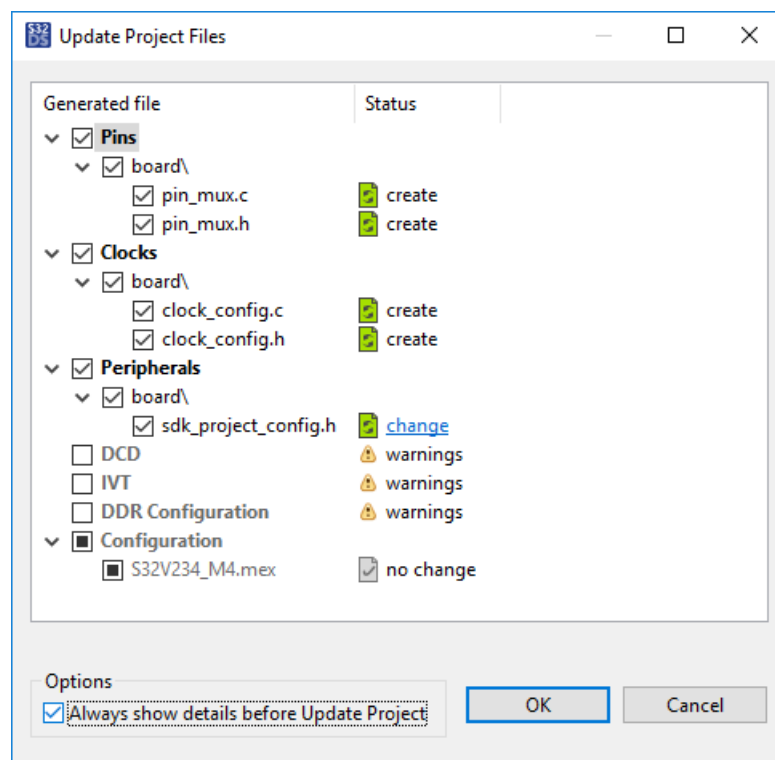 S32 DS Update Project Files
Generated file Status
Pins
board\
pin_mux.c create
pin_mux.h create
Clocks
board\
clock_config.c create
clock_config.h create
Peripherals
board\
sdk_project_config.h change
DCD warnings
IVT warnings
DDR Configuration warnings
Configuration
S32V234_M4.mex no change
Options
Always show details before Update Project
OK Cancel